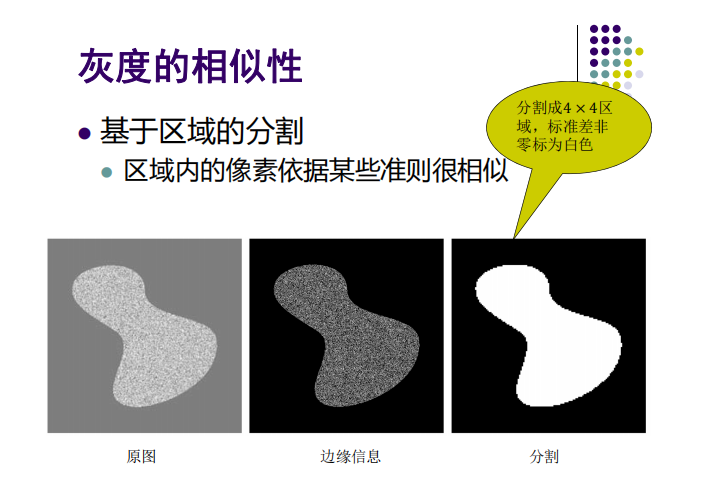 灰度的相似性
基于区域的分割
区域内的像素依据某些准则很相似
分割成4×4区
域，标准差非
零标为白色
原图
边缘信息
分割